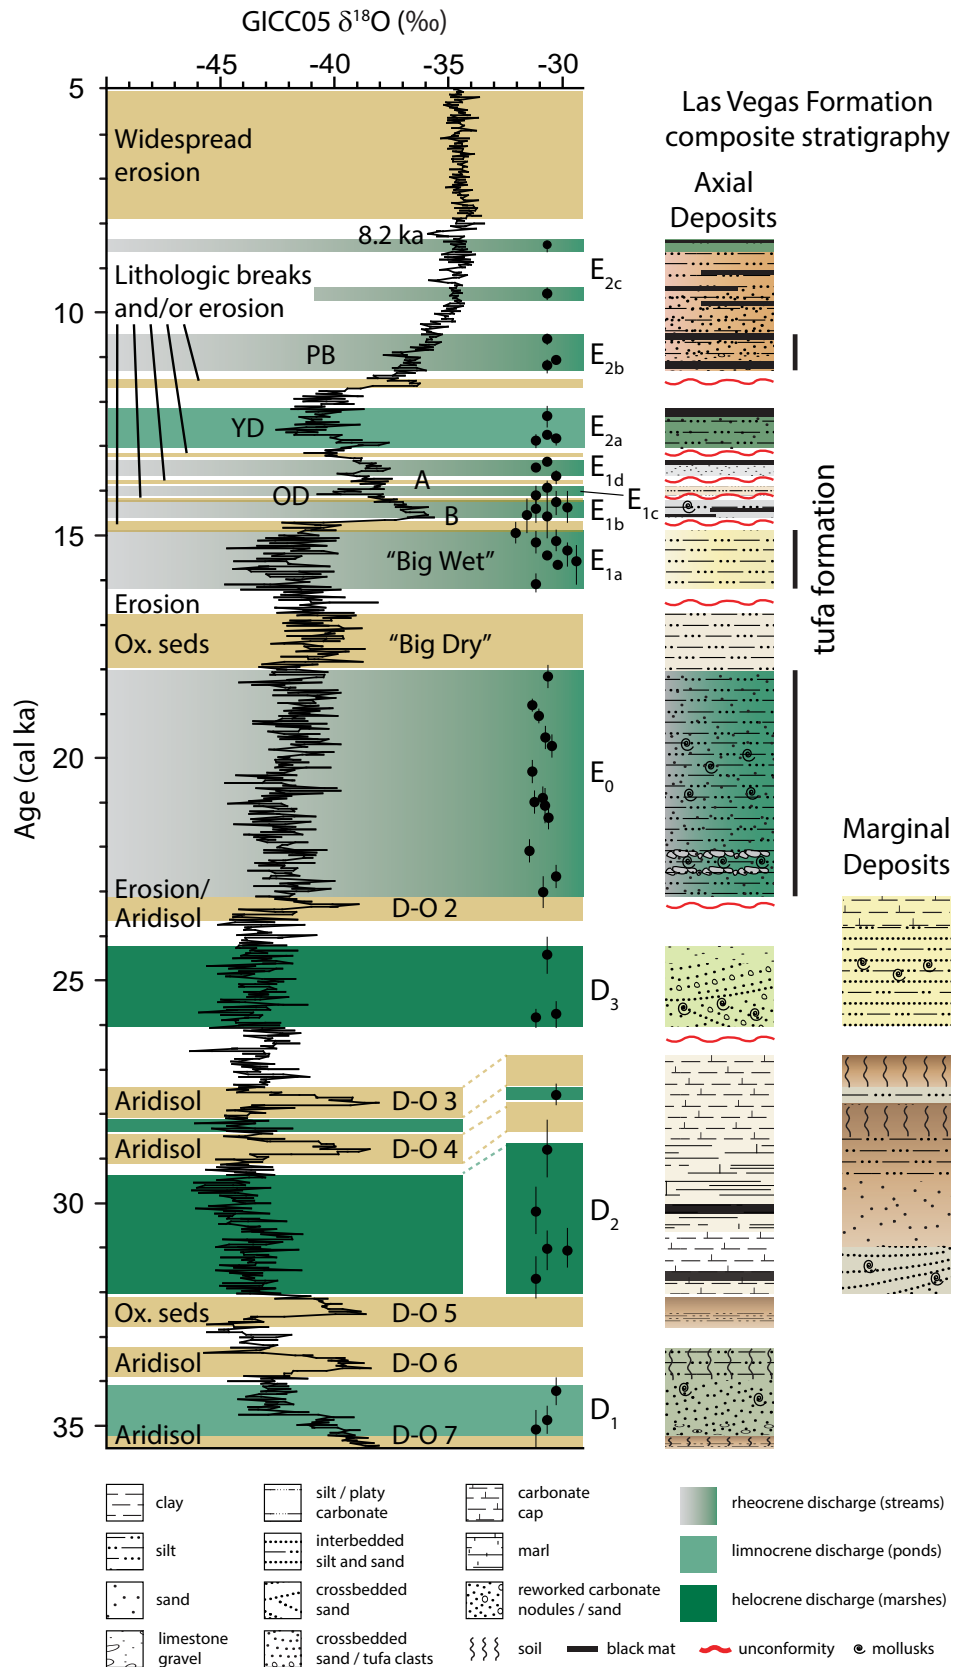 GICC05 δ¹⁸O (‰)
-45 -40 -35 -30
Age (cal ka)
5
10
15
20
25
30
35
Widespread
erosion
8.2 ka
Lithologic breaks
and/or erosion
PB
YD
A
OD
B
"Big Wet"
Erosion
Ox. seds
"Big Dry"
Erosion/
Aridisol
D-O 2
Aridisol
D-O 3
Aridisol
D-O 4
Ox. seds
D-O 5
Aridisol
D-O 6
Aridisol
D-O 7
E₂c
E₂b
E₂a
E₁d
E₁c
E₁b
E₁a
E₀
D₃
D₂
D₁
Las Vegas Formation
composite stratigraphy
Axial
Deposits
tufa formation
Marginal
Deposits
clay
silt
sand
limestone
gravel
silt / platy
carbonate
interbedded
silt and sand
crossbedded
sand
crossbedded
sand / tufa clasts
carbonate
cap
marl
reworked carbonate
nodules / sand
rheocrene discharge (streams)
limnocrene discharge (ponds)
helocrene discharge (marshes)
soil
black mat
unconformity
mollusks